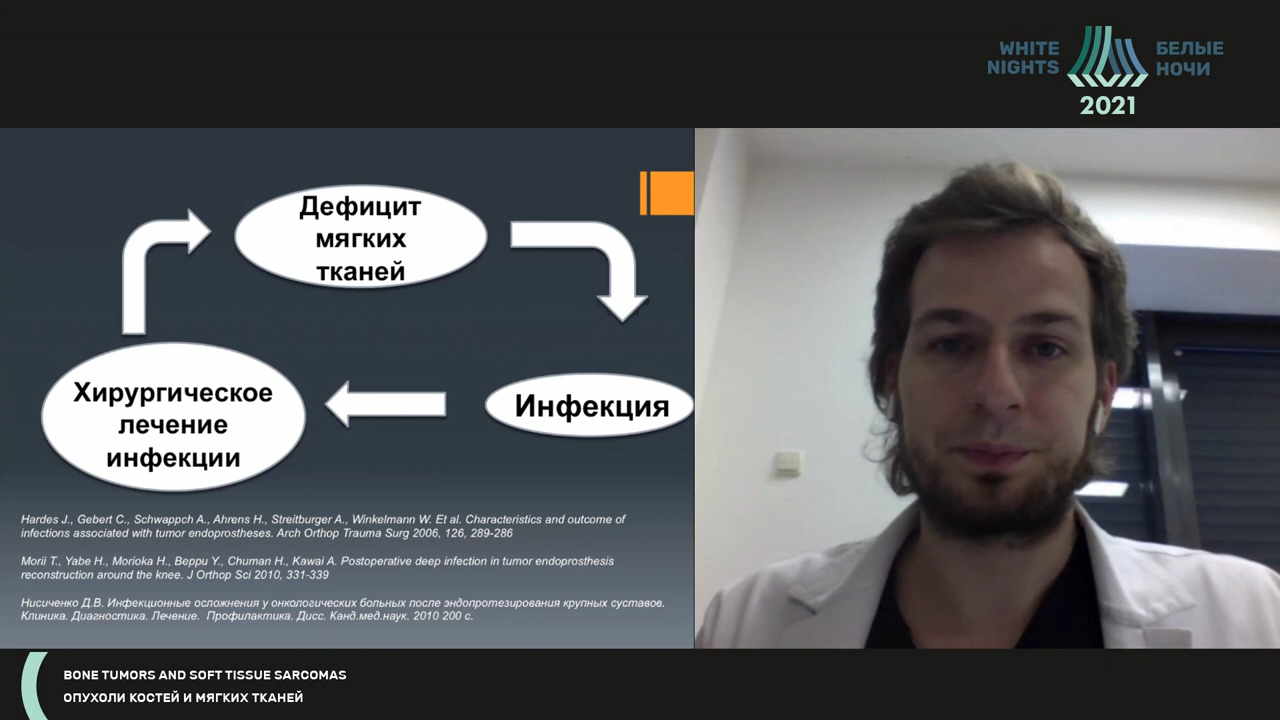 WHITE
NIGHTS
БЕЛЫЕ
НОЧИ
2021
Дефицит
мягких
тканей
Хирургическое
лечение
инфекции
Инфекция
Hardes J., Gebert C., Schwappch A., Ahrens H., Streitburger A., Winkelmann W. Et al. Characteristics and outcome of
infections associated with tumor endoprostheses. Arch Orthop Trauma Surg 2006, 126, 289-286
Morii T., Yabe H., Morioka H., Beppu Y., Chuman H., Kawai A. Postoperative deep infection in tumor endoprosthesis
reconstruction around the knee. J Orthop Sci 2010, 331-339
Нисиченко Д.В. Инфекционные осложнения у онкологических больных после эндопротезирования крупных суставов.
Клиника. Диагностика. Лечение. Профилактика. Дисс. Канд.мед.наук. 2010 200 с.
BONE TUMORS AND SOFT TISSUE SARCOMAS
ОПУХОЛИ КОСТЕЙ И МЯГКИХ ТКАНЕЙ